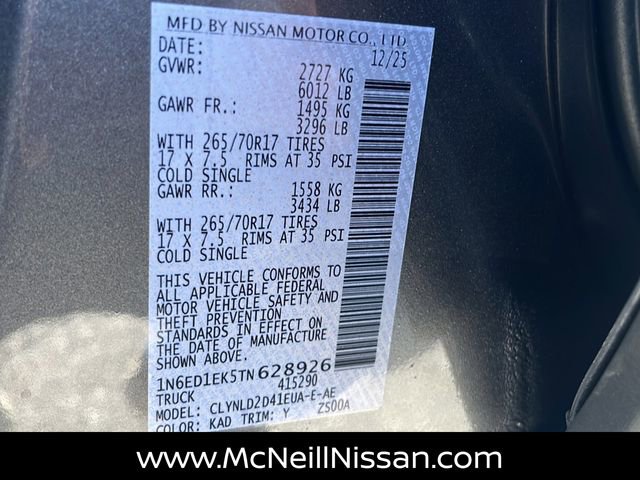 MFD BY NISSAN MOTOR CO., LTD
DATE: 12/25
GVWR: 2727 KG
6012 LB
GAWR FR.: 1495 KG
3296 LB
WITH 265/70R17 TIRES
17 X 7.5 RIMS AT 35 PSI
COLD SINGLE
GAWR RR.: 1558 KG
3434 LB
WITH 265/70R17 TIRES
17 X 7.5 RIMS AT 35 PSI
COLD SINGLE
THIS VEHICLE CONFORMS TO
ALL APPLICABLE FEDERAL
MOTOR VEHICLE SAFETY AND
THEFT PREVENTION
STANDARDS IN EFFECT ON
THE DATE OF MANUFACTURE
SHOWN ABOVE.
1N6ED1EK5TN628926
TRUCK 415290
MODEL: CLYNLD2D41EUA-E-AE
COLOR: KAD TRIM: Y ZS00A
www.McNeillNissan.com